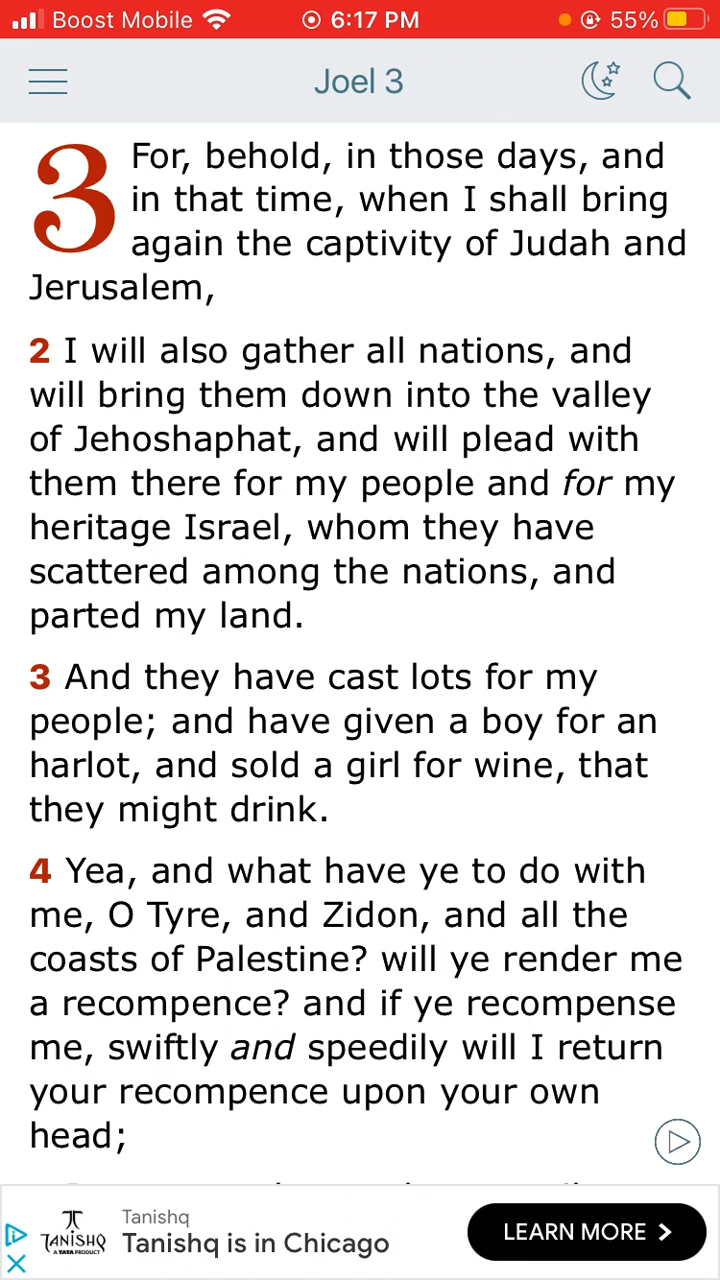 Boost Mobile 6:17 PM 55%
Joel 3
3 For, behold, in those days, and
in that time, when I shall bring
again the captivity of Judah and
Jerusalem,
2 I will also gather all nations, and
will bring them down into the valley
of Jehoshaphat, and will plead with
them there for my people and for my
heritage Israel, whom they have
scattered among the nations, and
parted my land.
3 And they have cast lots for my
people; and have given a boy for an
harlot, and sold a girl for wine, that
they might drink.
4 Yea, and what have ye to do with
me, O Tyre, and Zidon, and all the
coasts of Palestine? will ye render me
a recompence? and if ye recompense
me, swiftly and speedily will I return
your recompence upon your own
head;
Tanishq
TANISHQ
A TATA PRODUCT
Tanishq is in Chicago
LEARN MORE